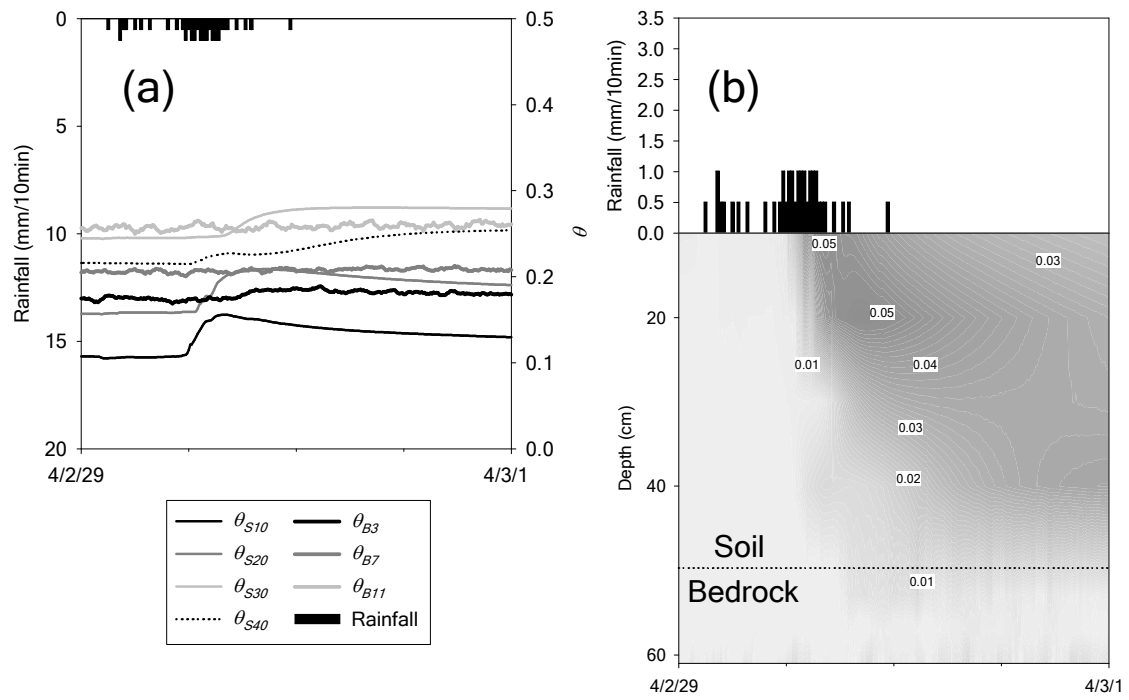 (a)
Rainfall (mm/10min)
0
5
10
15
20
θ
0.5
0.4
0.3
0.2
0.1
0.0
4/2/29
4/3/1
θS10
θB3
θS20
θB7
θS30
θB11
θS40
Rainfall
(b)
Rainfall (mm/10min)
3.5
3.0
2.5
2.0
1.5
1.0
0.5
0.0
Depth (cm)
20
40
60
0.05
0.03
0.05
0.01
0.04
0.03
0.02
Soil
Bedrock
0.01
4/2/29
4/3/1